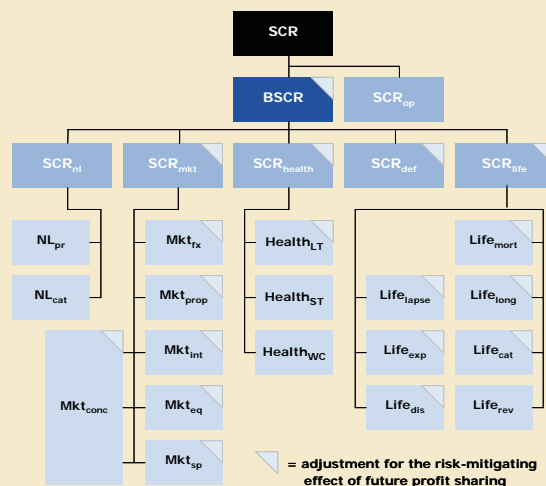 SCR
BSCR
SCRop
SCRnl
SCRmkt
SCRhealth
SCRdef
SCRlife
NLpr
Mktfx
HealthLT
Lifemort
NLcat
Mktprop
HealthST
Lifelapse
Lifelong
Mktconc
Mktint
HealthWC
Lifeexp
Lifecat
Mkteq
Lifedis
Liferev
Mktsp
= adjustment for the risk-mitigating
effect of future profit sharing